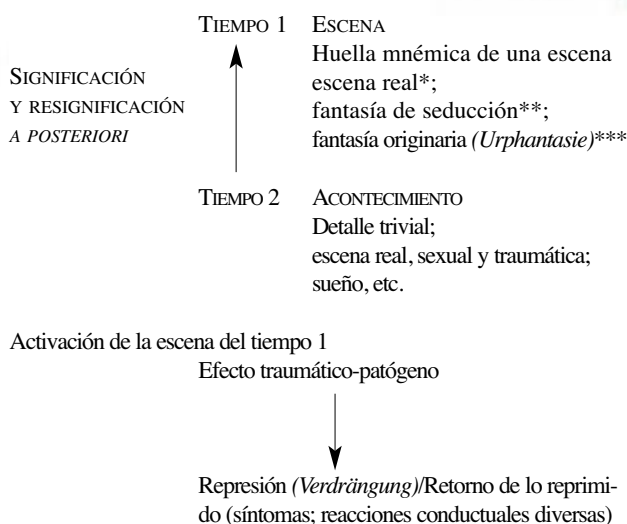 TIEMPO 1 ESCENA
Huella mnémica de una escena
escena real*;
fantasía de seducción**;
fantasía originaria (Urphantasie)***
SIGNIFICACIÓN
Y RESIGNIFICACIÓN
A POSTERIORI
TIEMPO 2 ACONTECIMIENTO
Detalle trivial;
escena real, sexual y traumática;
sueño, etc.
Activación de la escena del tiempo 1
Efecto traumático-patógeno
Represión (Verdrängung)/Retorno de lo reprimi-
do (síntomas; reacciones conductuales diversas)